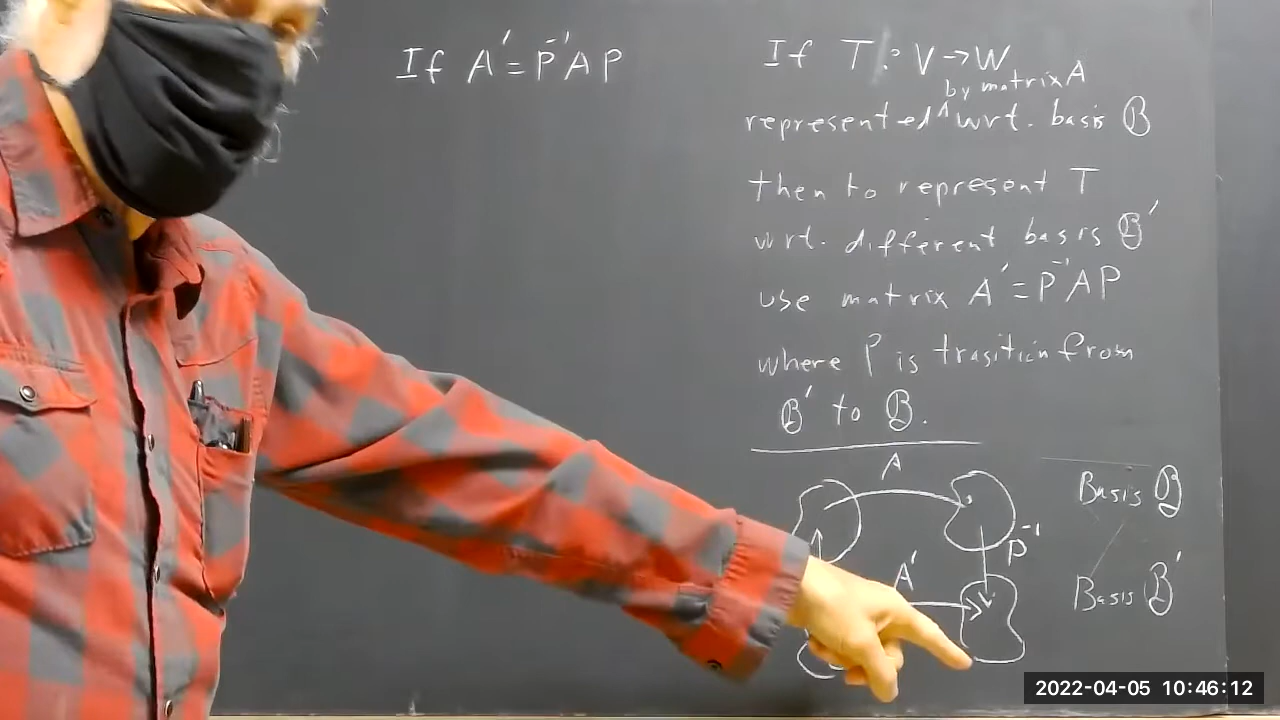 If A' = P⁻¹AP
If T: V→W
by matrix A
represented ^ wrt. basis B
then to represent T
wrt. different basis B'
use matrix A' = P⁻¹AP
where P is trasition from
B' to B.
A
Basis B
P⁻¹
A'
Basis B'
2022-04-05 10:46:12